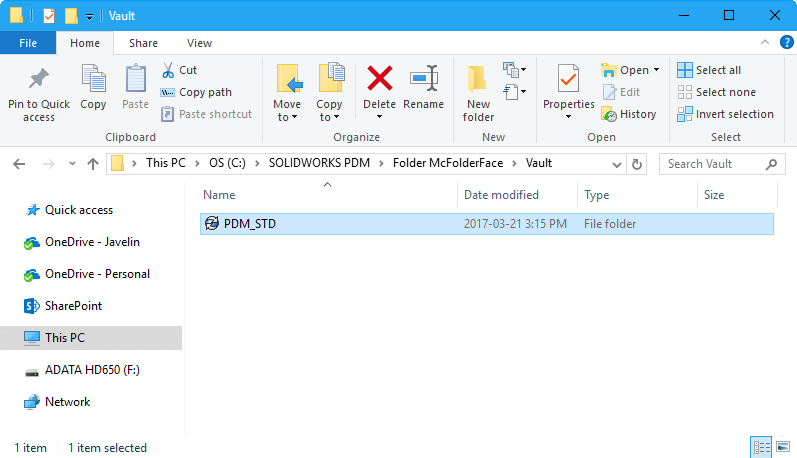 Vault
File Home Share View
Pin to Quick access
Copy
Paste
Cut
Copy path
Paste shortcut
Clipboard
Move to
Copy to
Delete
Rename
Organize
New folder
New
Properties
Open
Edit
History
Open
Select all
Select none
Invert selection
Select
This PC OS (C:) SOLIDWORKS PDM Folder McFolderFace Vault
Search Vault
Name Date modified Type Size
PDM_STD 2017-03-21 3:15 PM File folder
Quick access
OneDrive - Javelin
OneDrive - Personal
SharePoint
This PC
ADATA HD650 (F:)
Network
1 item 1 item selected